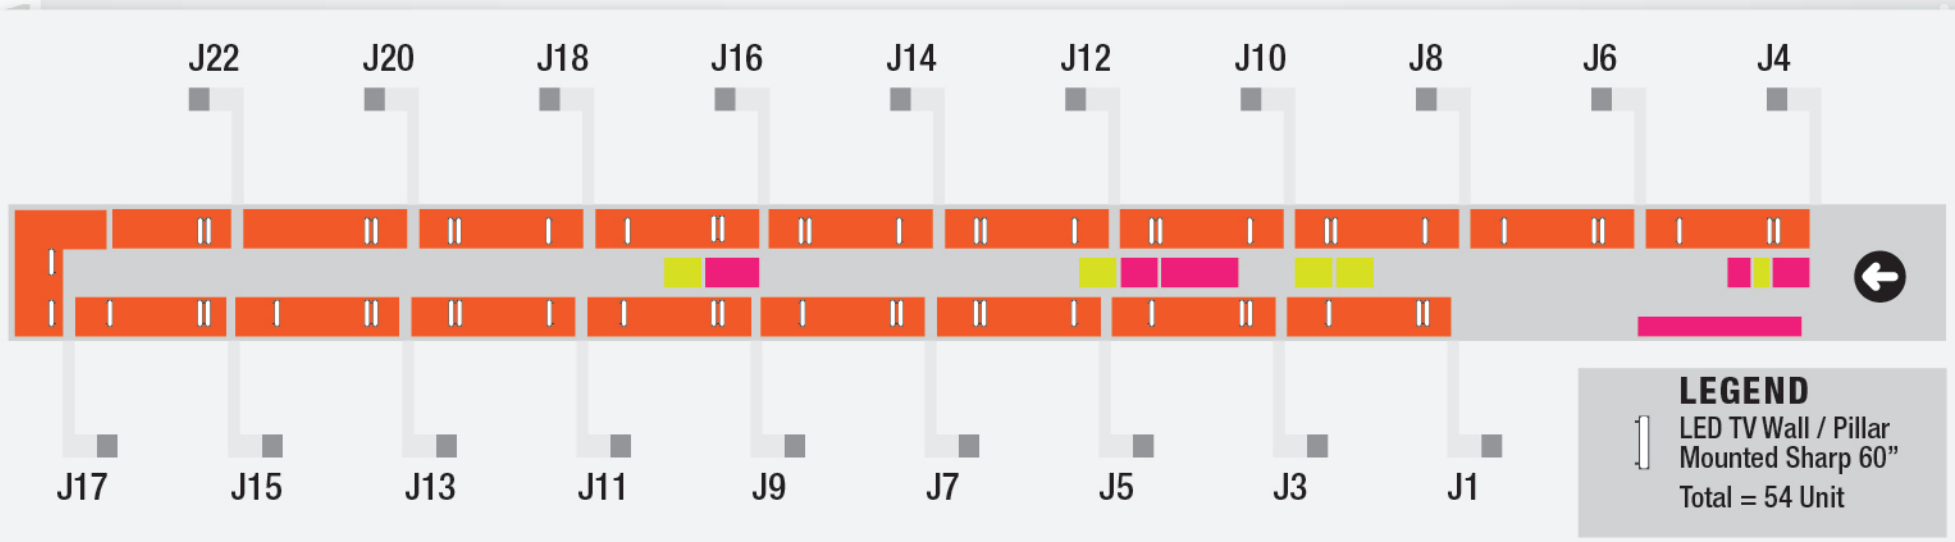 J22 J20 J18 J16 J14 J12 J10 J8 J6 J4
J17 J15 J13 J11 J9 J7 J5 J3 J1
LEGEND
LED TV Wall / Pillar
Mounted Sharp 60”
Total = 54 Unit